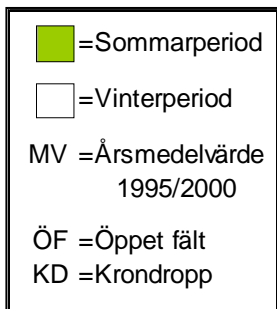 =Sommarperiod
=Vinterperiod
MV =Årsmedelvärde
1995/2000
ÖF =Öppet fält
KD =Krondropp